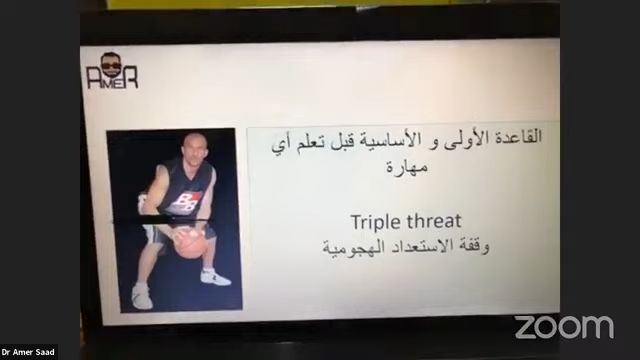 AMER
القاعدة الأولى و الأساسية قبل تعلم أي
مهارة
Triple threat
وقفة الاستعداد الهجومية
zoom
Dr Amer Saad